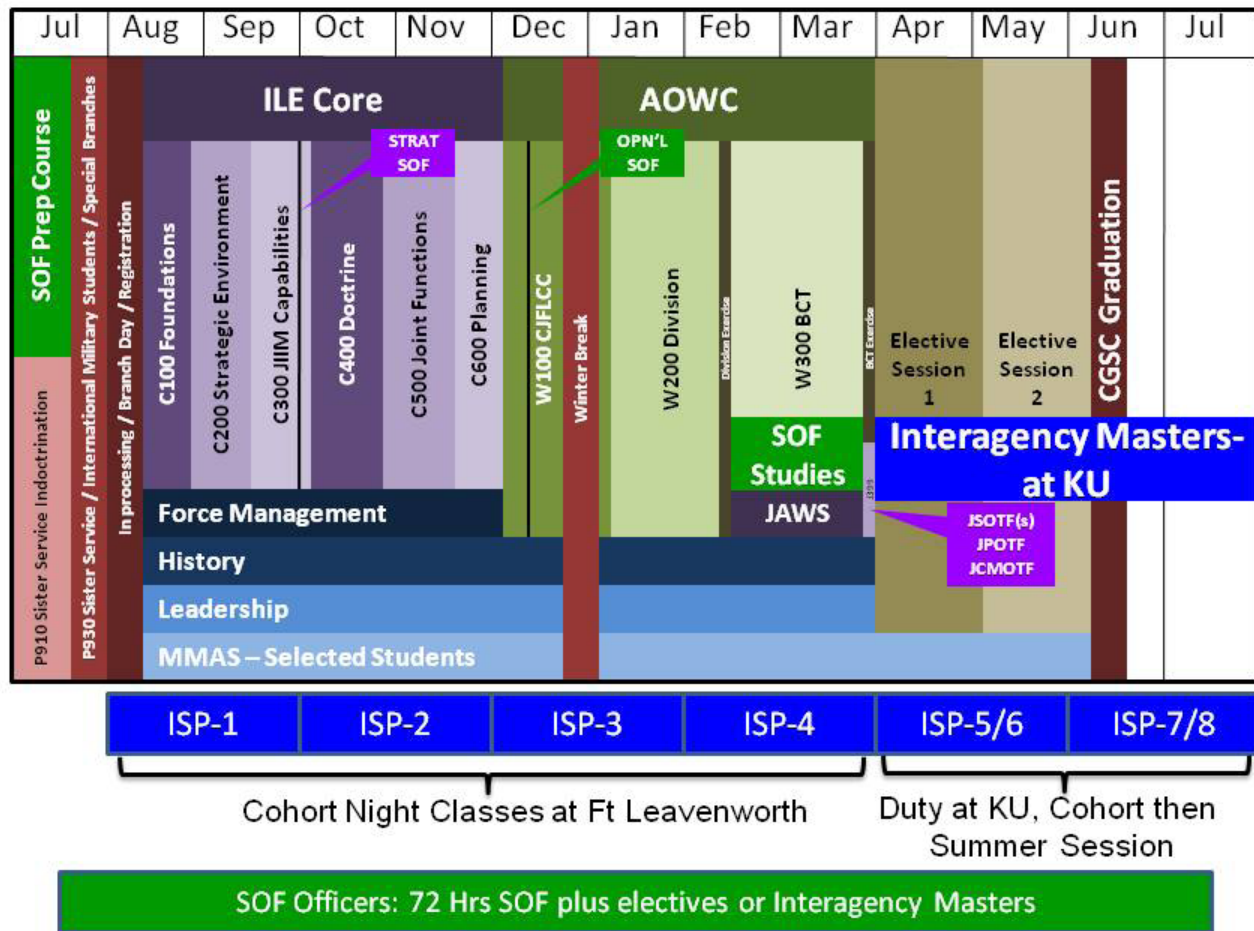 Jul Aug Sep Oct Nov Dec Jan Feb Mar Apr May Jun Jul
SOF Prep Course
P910 Sister Service Indoctrination
P930 Sister Service / International Military Students / Special Branches
In processing / Branch Day / Registration
ILE Core
STRAT
SOF
C100 Foundations
C200 Strategic Environment
C300 JIIM Capabilities
C400 Doctrine
C500 Joint Functions
C600 Planning
AOWC
OPN'L
SOF
W100 CJFLCC
Winter Break
W200 Division
Division Exercise
W300 BCT
BCT Exercise
SOF
Studies
JAWS
J399
JSOTF(s)
JPOTF
JCMOTF
Elective
Session
1
Elective
Session
2
CGSC Graduation
Interagency Masters-
at KU
Force Management
History
Leadership
MMAS – Selected Students
ISP-1 ISP-2 ISP-3 ISP-4 ISP-5/6 ISP-7/8
Cohort Night Classes at Ft Leavenworth
Duty at KU, Cohort then
Summer Session
SOF Officers: 72 Hrs SOF plus electives or Interagency Masters